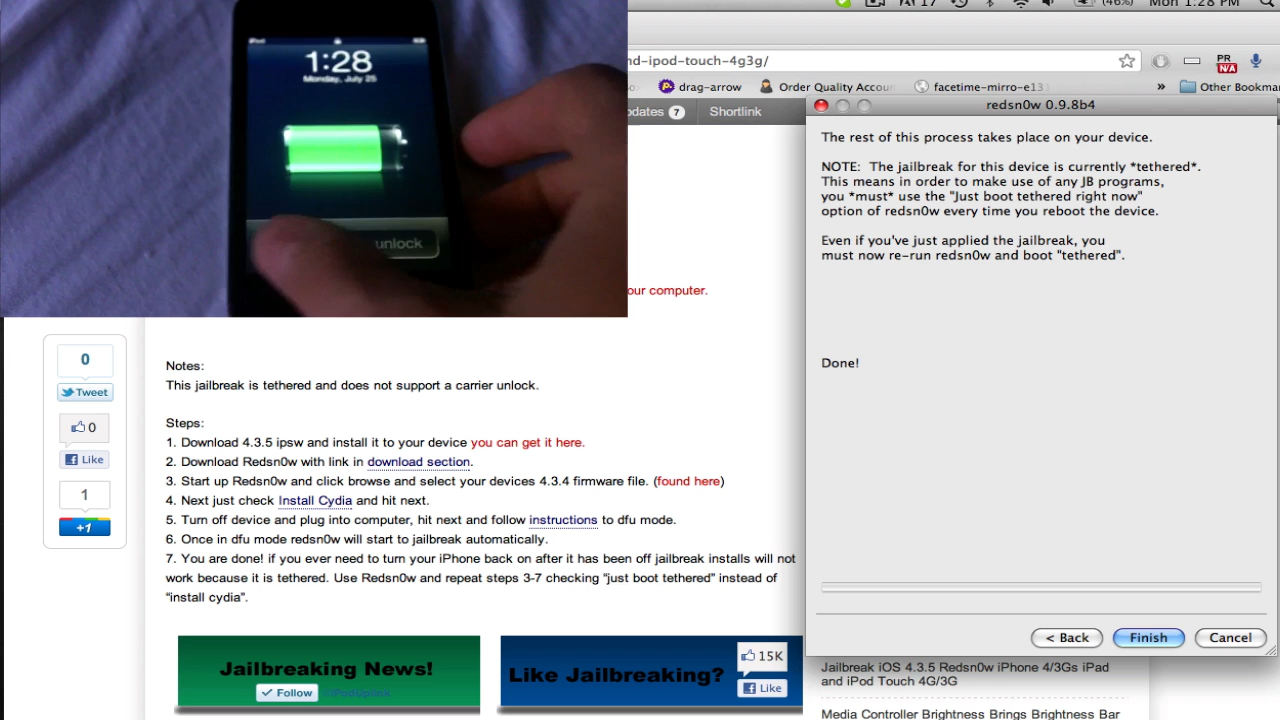 iPod
1:28
Monday, July 25
unlock
(46%) Mon 1:28 PM
nd-ipod-touch-4g3g/
PR
N/A
drag-arrow
Order Quality Accou
facetime-mirro-e13
»
Other Bookmar
pdates 7
Shortlink
redsn0w 0.9.8b4
The rest of this process takes place on your device.
NOTE: The jailbreak for this device is currently *tethered*.
This means in order to make use of any JB programs,
you *must* use the "Just boot tethered right now"
option of redsn0w every time you reboot the device.
Even if you've just applied the jailbreak, you
must now re-run redsn0w and boot "tethered".
Done!
< Back
Finish
Cancel
our computer.
0
Tweet
0
Like
1
+1
Notes:
This jailbreak is tethered and does not support a carrier unlock.
Steps:
1. Download 4.3.5 ipsw and install it to your device you can get it here.
2. Download Redsn0w with link in download section.
3. Start up Redsn0w and click browse and select your devices 4.3.4 firmware file. (found here)
4. Next just check Install Cydia and hit next.
5. Turn off device and plug into computer, hit next and follow instructions to dfu mode.
6. Once in dfu mode redsn0w will start to jailbreak automatically.
7. You are done! if you ever need to turn your iPhone back on after it has been off jailbreak installs will not
work because it is tethered. Use Redsn0w and repeat steps 3-7 checking “just boot tethered” instead of
“install cydia”.
Jailbreaking News!
Follow
@iPodUplink
Like Jailbreaking?
15K
Like
Jailbreak iOS 4.3.5 Redsn0w iPhone 4/3Gs iPad
and iPod Touch 4G/3G
Media Controller Brightness Brings Brightness Bar